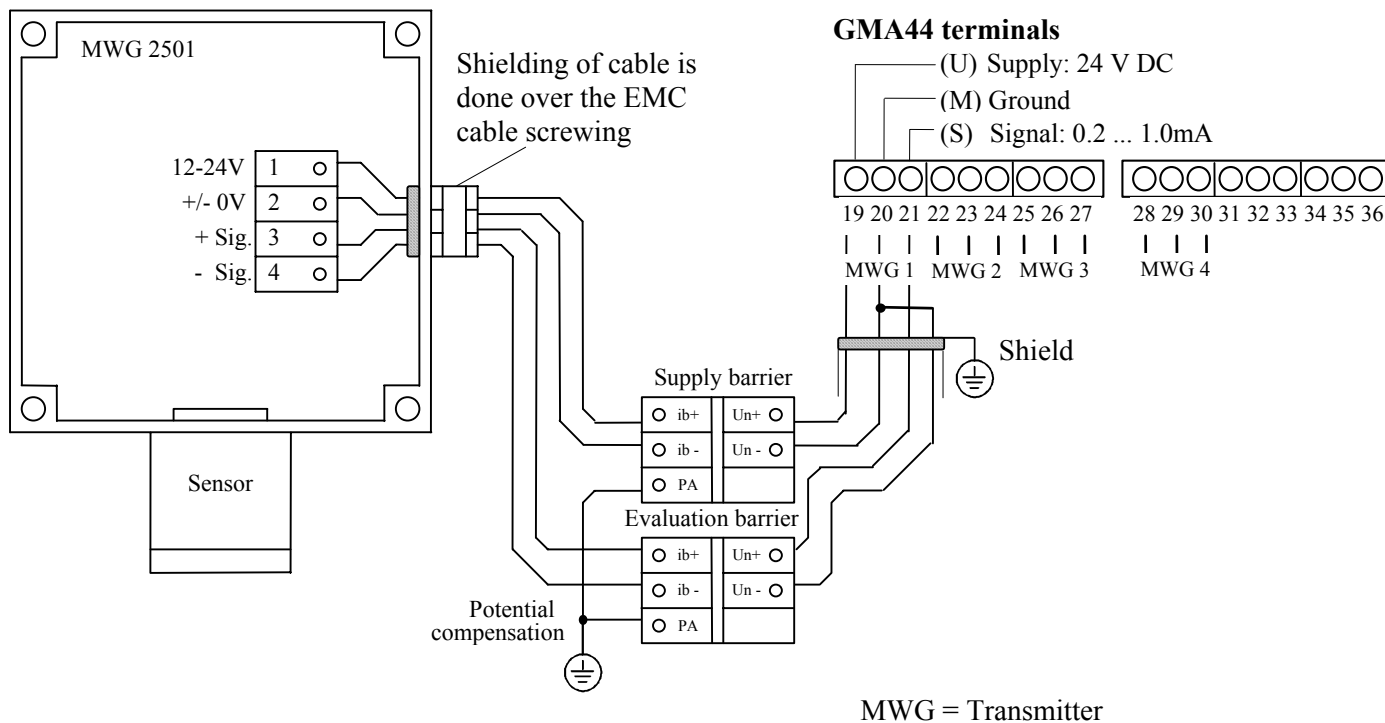 MWG 2501
Shielding of cable is
done over the EMC
cable screwing
12-24V 1
+/- 0V 2
+ Sig. 3
- Sig. 4
Sensor
GMA44 terminals
(U) Supply: 24 V DC
(M) Ground
(S) Signal: 0.2 ... 1.0mA
19 20 21 22 23 24 25 26 27 28 29 30 31 32 33 34 35 36
MWG 1 MWG 2 MWG 3 MWG 4
Shield
Supply barrier
ib+ Un+
ib - Un -
PA
Evaluation barrier
ib+ Un+
ib - Un -
PA
Potential
compensation
MWG = Transmitter